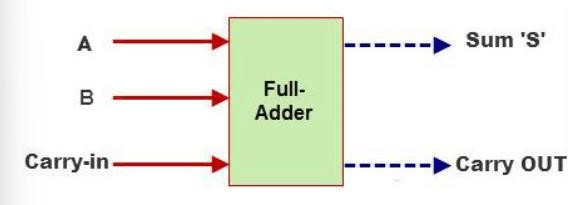 A
Sum 'S'
B
Full-
Adder
Carry-in
Carry OUT